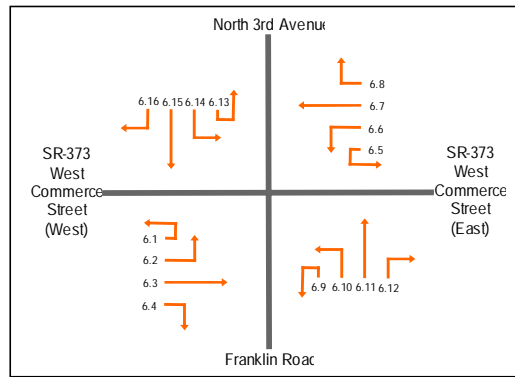 North 3rd Avenue
6.8
6.16 6.15 6.14 6.13
6.7
6.6
6.5
SR-373
West
Commerce
Street
(West)
SR-373
West
Commerce
Street
(East)
6.1
6.2
6.3
6.4
6.9 6.10 6.11 6.12
Franklin Road